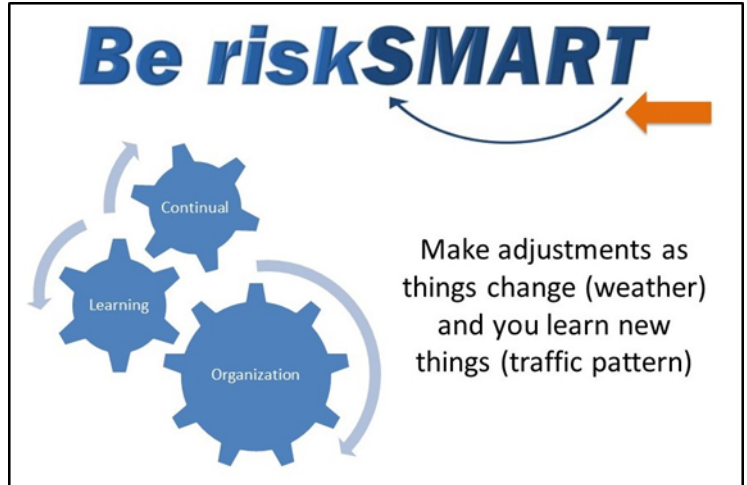 Be riskSMART
Continual
Learning
Organization
Make adjustments as
things change (weather)
and you learn new
things (traffic pattern)